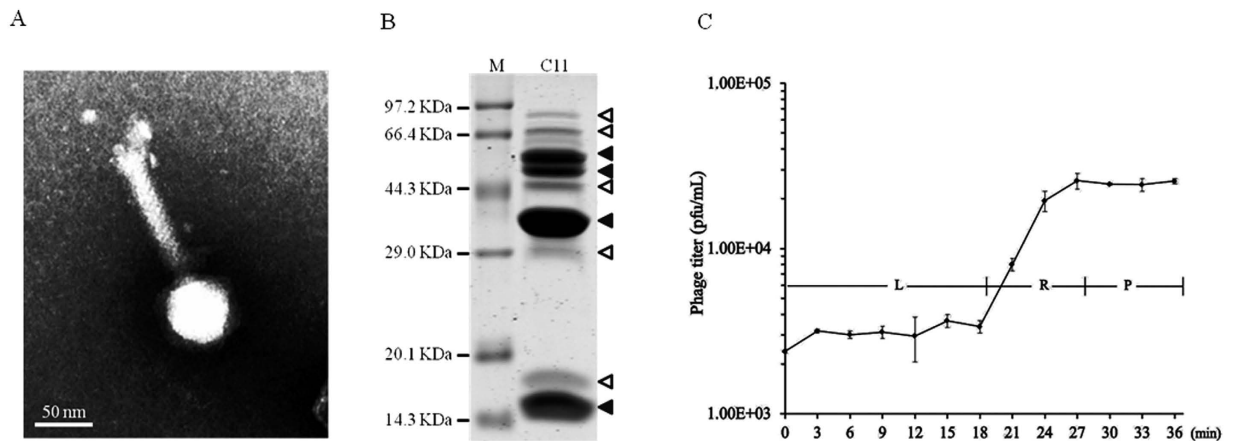 A
50 nm
B
M C11
97.2 KDa
66.4 KDa
44.3 KDa
29.0 KDa
20.1 KDa
14.3 KDa
C
Phage titer (pfu/mL)
1.00E+05
1.00E+04
1.00E+03
L R P
0 3 6 9 12 15 18 21 24 27 30 33 36 (min)